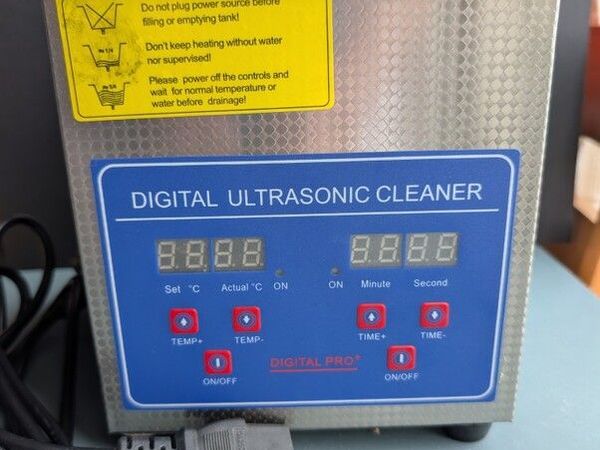 Do not plug power source before
filling or emptying tank!
Don't keep heating without water
nor supervised!
Please power off the controls and
wait for normal temperature or
water before drainage!
DIGITAL ULTRASONIC CLEANER
Set °C Actual °C ON ON Minute Second
TEMP+ TEMP- TIME+ TIME-
DIGITAL PRO+
ON/OFF ON/OFF